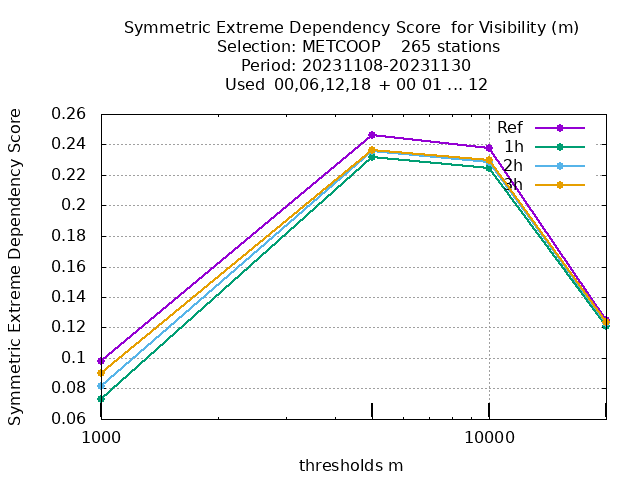 Symmetric Extreme Dependency Score  for Visibility (m)
Selection: METCOOP    265 stations
Period: 20231108-20231130
Used  00,06,12,18  + 00 01 ... 12
Symmetric Extreme Dependency Score
0.26
0.24
0.22
0.2
0.18
0.16
0.14
0.12
0.1
0.08
0.06
Ref
1h
2h
3h
1000
10000
thresholds m